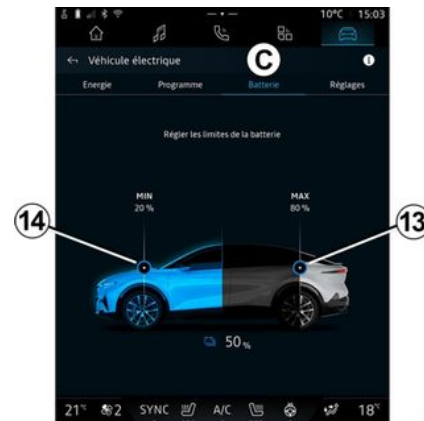 10°C 15:03
C
Véhicule électrique
i
Energie Programme Batterie Réglages
Régler les limites de la batterie
MIN MAX
20 % 80 %
14 13
50 %
21°C 2 SYNC A/C 18°C